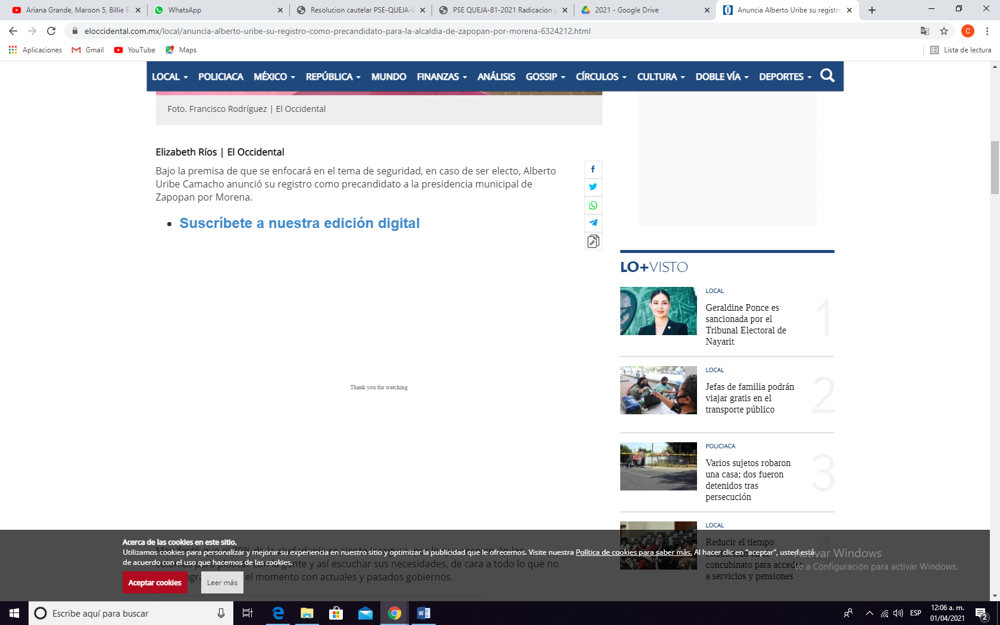 Ariana Grande, Maroon 5, Billie E
WhatsApp
Resolucion cautelar PSE-QUEJA-0
PSE QUEJA-81-2021 Radicacion y
2021 - Google Drive
Anuncia Alberto Uribe su registro
eloccidental.com.mx/local/anuncia-alberto-uribe-su-registro-como-precandidato-para-la-alcaldia-de-zapopan-por-morena-6324212.html
C
Aplicaciones
Gmail
YouTube
Maps
Lista de lectura
LOCAL
POLICIACA
MÉXICO
REPÚBLICA
MUNDO
FINANZAS
ANÁLISIS
GOSSIP
CÍRCULOS
CULTURA
DOBLE VÍA
DEPORTES
Foto. Francisco Rodríguez | El Occidental
Elizabeth Ríos | El Occidental
Bajo la premisa de que se enfocará en el tema de seguridad, en caso de ser electo, Alberto
Uribe Camacho anunció su registro como precandidato a la presidencia municipal de
Zapopan por Morena.
Suscríbete a nuestra edición digital
Thank you for watching
LO+VISTO
LOCAL
Geraldine Ponce es
sancionada por el
Tribunal Electoral de
Nayarit
1
LOCAL
Jefas de familia podrán
viajar gratis en el
transporte público
2
POLICIACA
Varios sujetos robaron
una casa; dos fueron
detenidos tras
persecución
3
LOCAL
Reducir el tiempo
establecido en el
concubinato para acceder
a servicios y pensiones
Acerca de las cookies en este sitio.
Utilizamos cookies para personalizar y mejorar su experiencia en nuestro sitio y optimizar la publicidad que le ofrecemos. Visite nuestra Política de cookies para saber más. Al hacer clic en "aceptar", usted está
de acuerdo con el uso que hacemos de las cookies.
gente y así escuchar sus necesidades, de cara a todo lo que no
el momento con actuales y pasados gobiernos.
Aceptar cookies
Leer más
Activar Windows
Ve a Configuración para activar Windows.
Escribe aquí para buscar
ESP
12:06 a. m.
01/04/2021
2